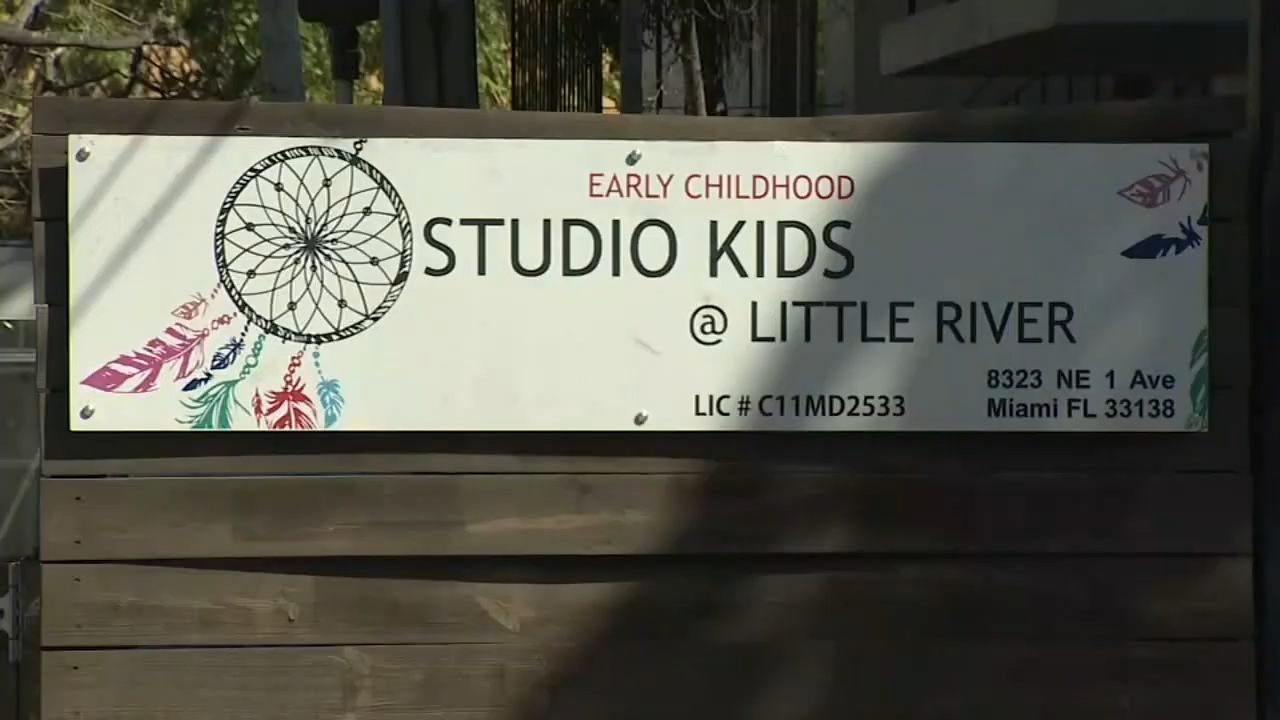 EARLY CHILDHOOD
STUDIO KIDS
@ LITTLE RIVER
LIC # C11MD2533
8323 NE 1 Ave
Miami FL 33138